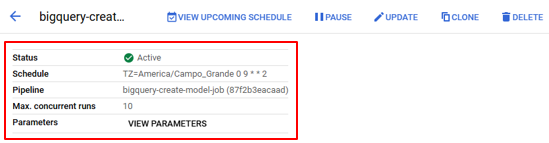 bigquery-creat... VIEW UPCOMING SCHEDULE PAUSE UPDATE CLONE DELETE
Status Active
Schedule TZ=America/Campo_Grande 0 9 * * 2
Pipeline bigquery-create-model-job (87f2b3eacaad)
Max. concurrent runs 10
Parameters VIEW PARAMETERS